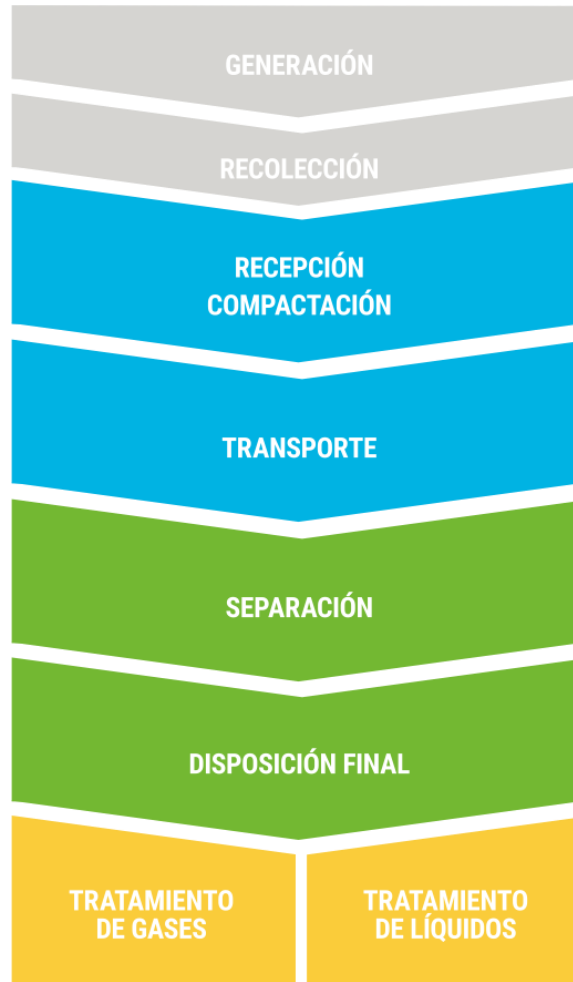 GENERACIÓN
RECOLECCIÓN
RECEPCIÓN
COMPACTACIÓN
TRANSPORTE
SEPARACIÓN
DISPOSICIÓN FINAL
TRATAMIENTO
DE GASES
TRATAMIENTO
DE LÍQUIDOS